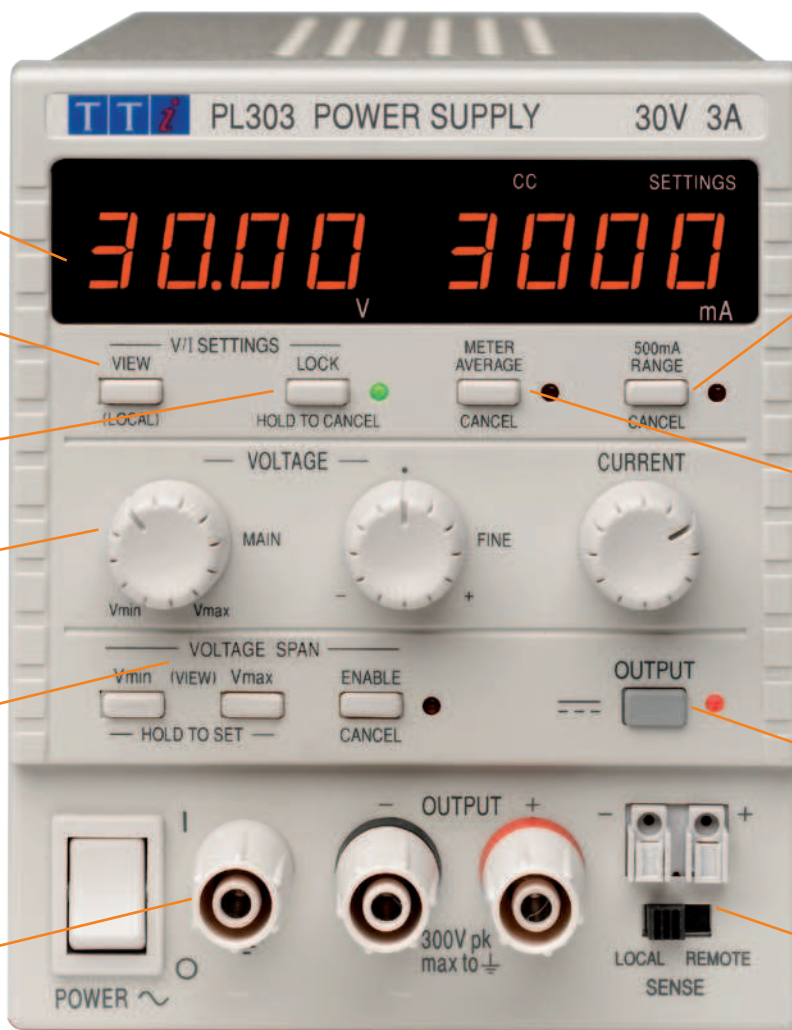 TTi PL303 POWER SUPPLY 30V 3A
CC SETTINGS
30.00 3000
V mA
V/I SETTINGS
VIEW LOCK METER AVERAGE 500mA RANGE
(LOCAL) HOLD TO CANCEL CANCEL CANCEL
VOLTAGE CURRENT
MAIN FINE
Vmin Vmax - +
VOLTAGE SPAN
Vmin (VIEW) Vmax ENABLE OUTPUT
HOLD TO SET CANCEL
I - OUTPUT + - +
300V pk
max to
O LOCAL REMOTE
POWER SENSE